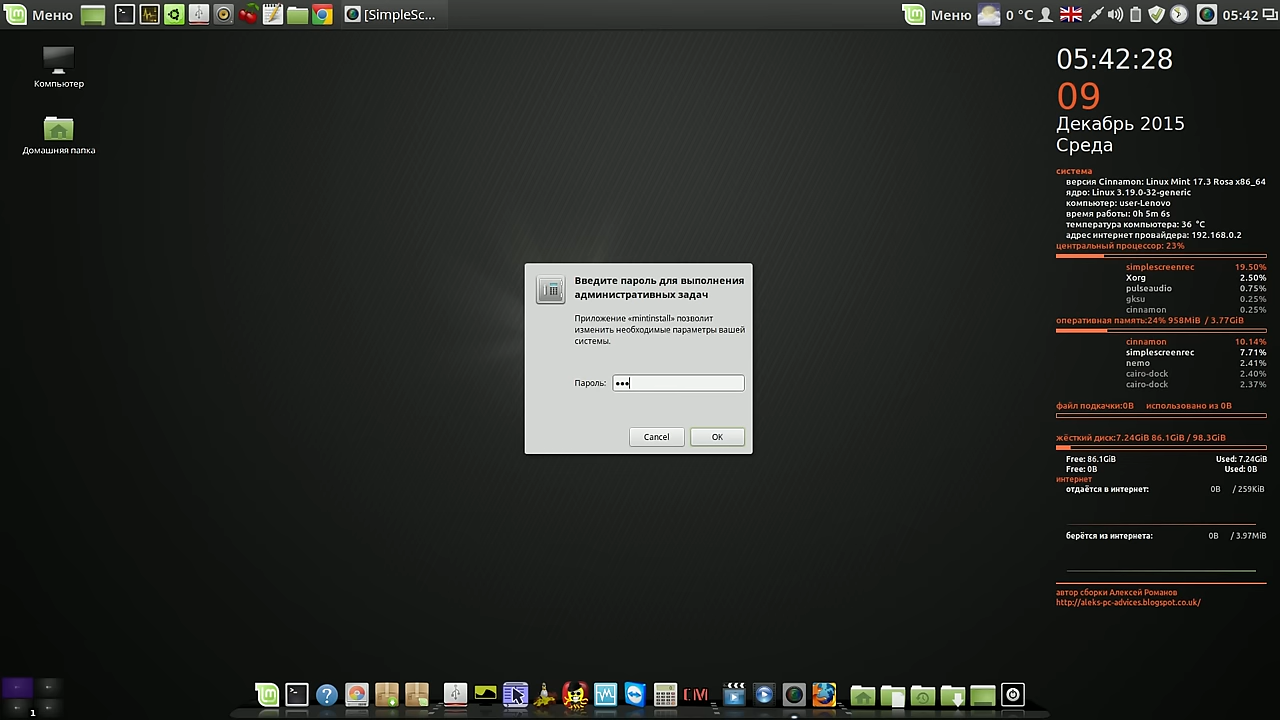 Меню
[SimpleSc...
Меню
0 °C
05:42
Компьютер
Домашняя папка
05:42:28
09
Декабрь 2015
Среда
система
версия Cinnamon: Linux Mint 17.3 Rosa x86_64
ядро: Linux 3.19.0-32-generic
компьютер: user-Lenovo
время работы: 0h 5m 6s
температура компьютера: 36 °C
адрес интернет провайдера: 192.168.0.2
центральный процессор: 23%
simplescreenrec 19.50%
Xorg 2.50%
pulseaudio 0.75%
gksu 0.25%
cinnamon 0.25%
оперативная память:24% 958MiB / 3.77GiB
cinnamon 10.14%
simplescreenrec 7.71%
nemo 2.41%
cairo-dock 2.40%
cairo-dock 2.37%
файл подкачки:0B использовано из 0B
жёсткий диск:7.24GiB 86.1GiB / 98.3GiB
Free: 86.1GiB Used: 7.24GiB
Free: 0B Used: 0B
интернет
отдаётся в интернет: 0B / 259KiB
берётся из интернета: 0B / 3.97MiB
автор сборки Алексей Романов
http://aleks-pc-advices.blogspot.co.uk/
Введите пароль для выполнения
административных задач
Приложение «mintinstall» позволит
изменить необходимые параметры вашей
системы.
Пароль: •••
Cancel
OK
1